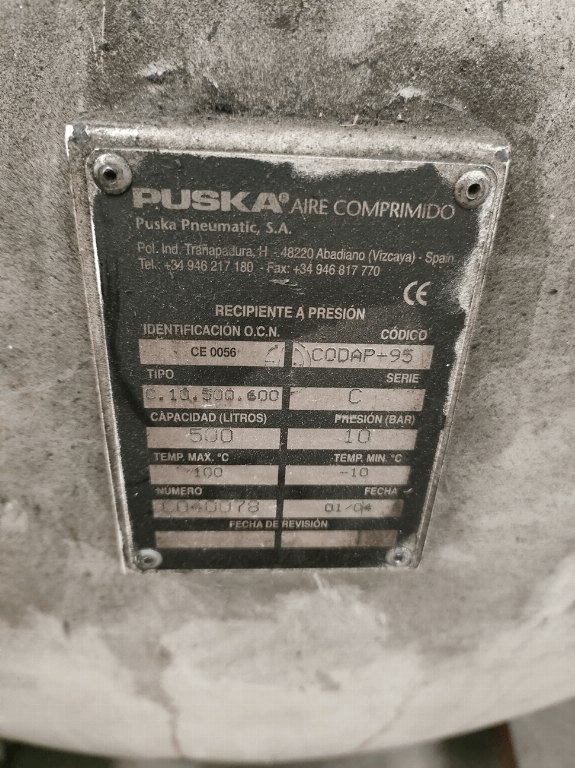 PUSKA® AIRE COMPRIMIDO
Puska Pneumatic, S.A.
Pol. Ind. Trañapadura, H - 48220 Abadiano (Vizcaya) - Spain
Tel.: +34 946 217 180 - Fax: +34 946 817 770
CE
RECIPIENTE A PRESIÓN
IDENTIFICACIÓN O.C.N. CÓDICO
CE 0056 CODAP-95
TIPO SERIE
C.10.500.600 C
CÁPACIDAD (LITROS) PRESIÓN (BAR)
500 10
TEMP. MAX. °C TEMP. MIN. °C
100 -10
NÚMERO FECHA
C040078 01/04
FECHA DE REVISIÓN